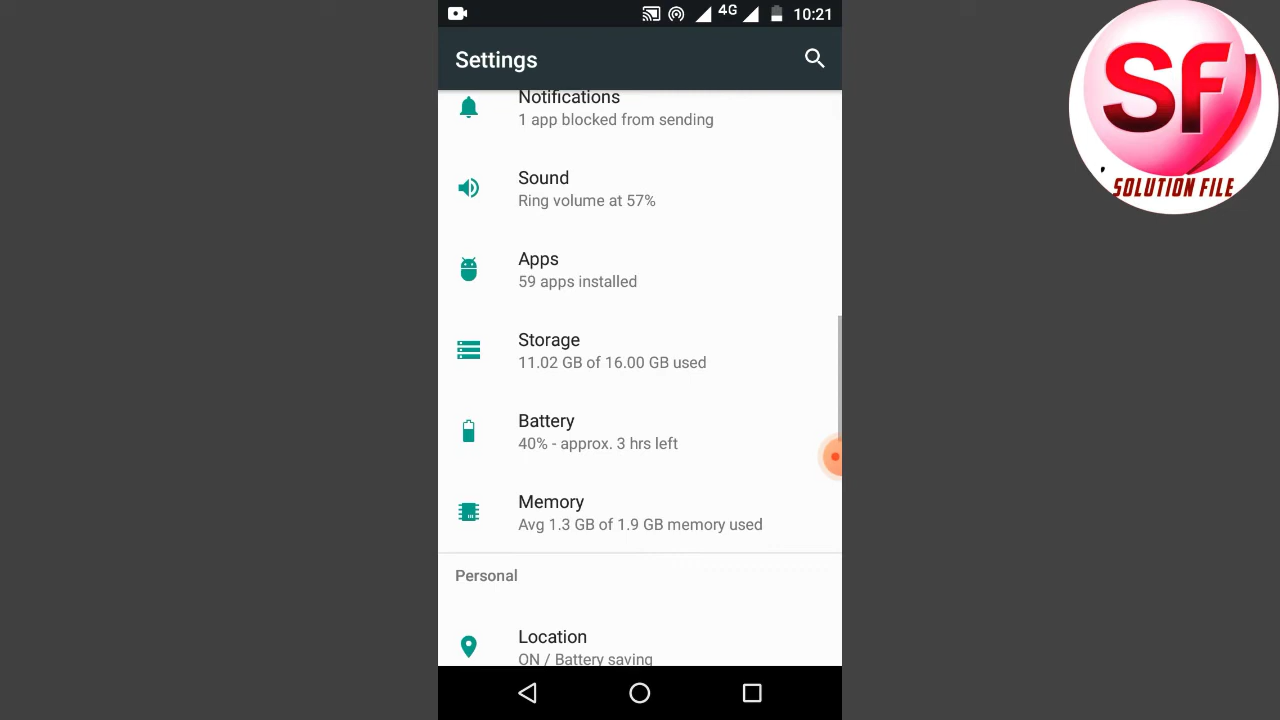 4G 10:21
Settings
Notifications
1 app blocked from sending
Sound
Ring volume at 57%
Apps
59 apps installed
Storage
11.02 GB of 16.00 GB used
Battery
40% - approx. 3 hrs left
Memory
Avg 1.3 GB of 1.9 GB memory used
Personal
Location
ON / Battery saving
SF
SOLUTION FILE